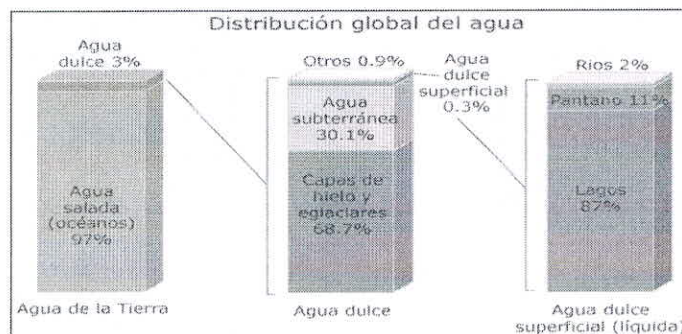 Distribución global del agua
Agua
dulce 3%
Agua
salada
(océanos)
97%
Agua de la Tierra
Otros 0.9%
Agua
subterránea
30.1%
Capas de
hielo y
eglaciares
68.7%
Agua dulce
Agua
dulce
superficial
0.3%
Rios 2%
Pantano 11%
Lagos
87%
Agua dulce
superficial (líquida)